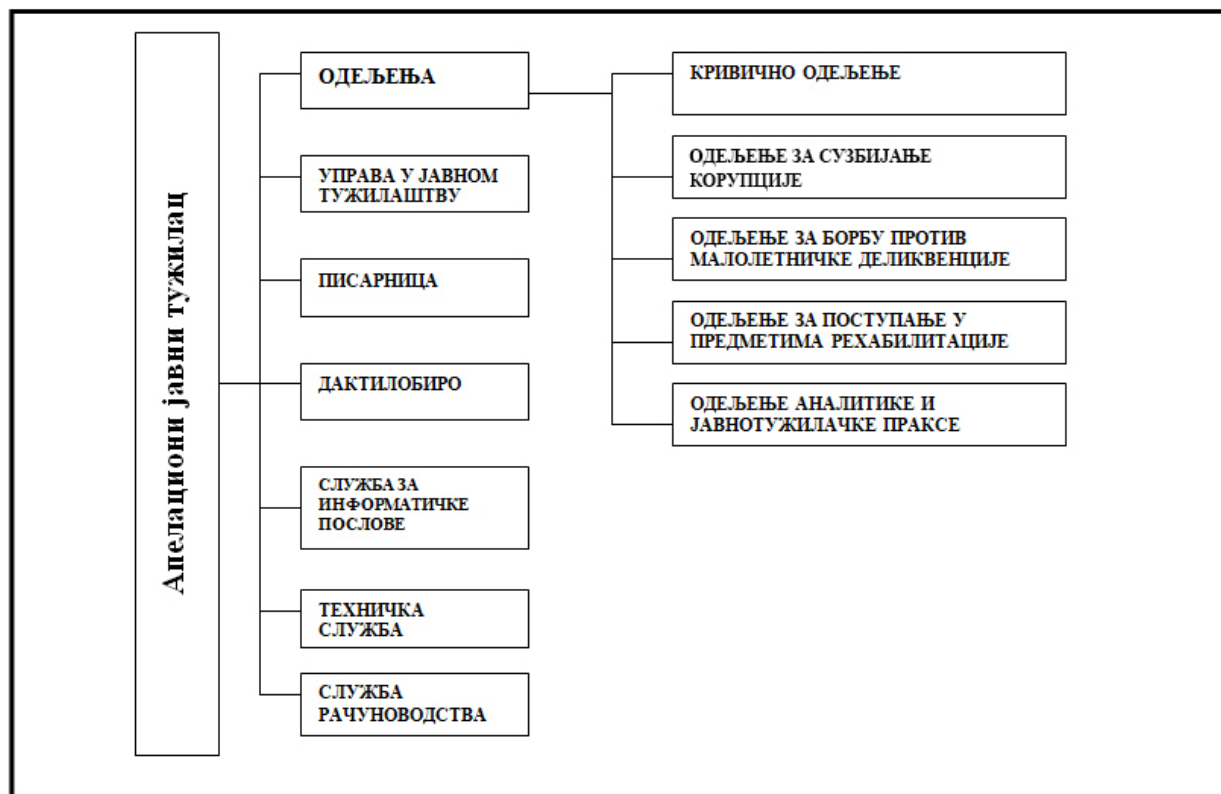 Апелациони јавни тужилац
ОДЕЉЕЊА
УПРАВА У ЈАВНОМ
ТУЖИЛАШТВУ
ПИСАРНИЦА
ДАКТИЛОБИРО
СЛУЖБА ЗА
ИНФОРМАТИЧКЕ
ПОСЛОВЕ
ТЕХНИЧКА
СЛУЖБА
СЛУЖБА
РАЧУНОВОДСТВА
КРИВИЧНО ОДЕЉЕЊЕ
ОДЕЉЕЊЕ ЗА СУЗБИЈАЊЕ
КОРУПЦИЈЕ
ОДЕЉЕЊЕ ЗА БОРБУ ПРОТИВ
МАЛОЛЕТНИЧКЕ ДЕЛИКВЕНЦИЈЕ
ОДЕЉЕЊЕ ЗА ПОСТУПАЊЕ У
ПРЕДМЕТИМА РЕХАБИЛИТАЦИЈЕ
ОДЕЉЕЊЕ АНАЛИТИКЕ И
ЈАВНОТУЖИЛАЧКЕ ПРАКСЕ